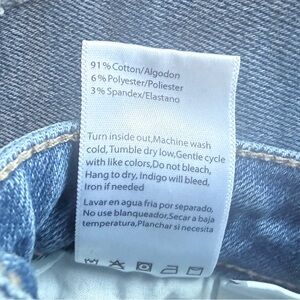 91% Cotton/Algodon
6% Polyester/Poliester
3% Spandex/Elastano
Turn inside out,Machine wash
cold,Tumble dry low,Gentle cycle
with like colors,Do not bleach,
Hang to dry, Indigo will bleed,
Iron if needed
Lavar en agua fria por separado,
No use blanqueador,Secar a baja
temperatura,Planchar si necesita